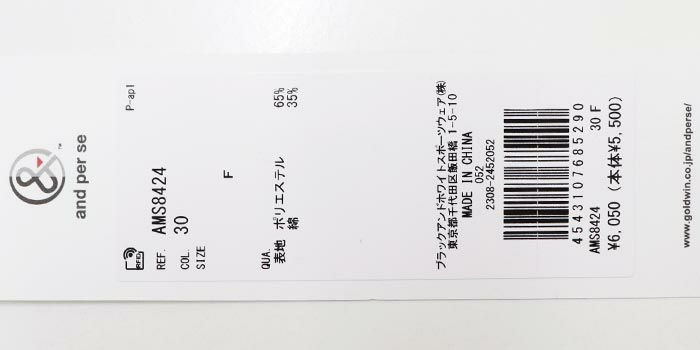 and per se
TM
P-apl
RFID
REF. AMS8424
COL. 30
SIZE
F
QUA.
表地 ポリエステル 65%
綿 35%
ブラックアンドホワイトスポーツウェア(株)
東京都千代田区飯田橋 1-5-10
MADE IN CHINA
052
2308-2452052
4543107685290
AMS8424 30 F
¥6,050 (本体¥5,500)
www.goldwin.co.jp/andperse/